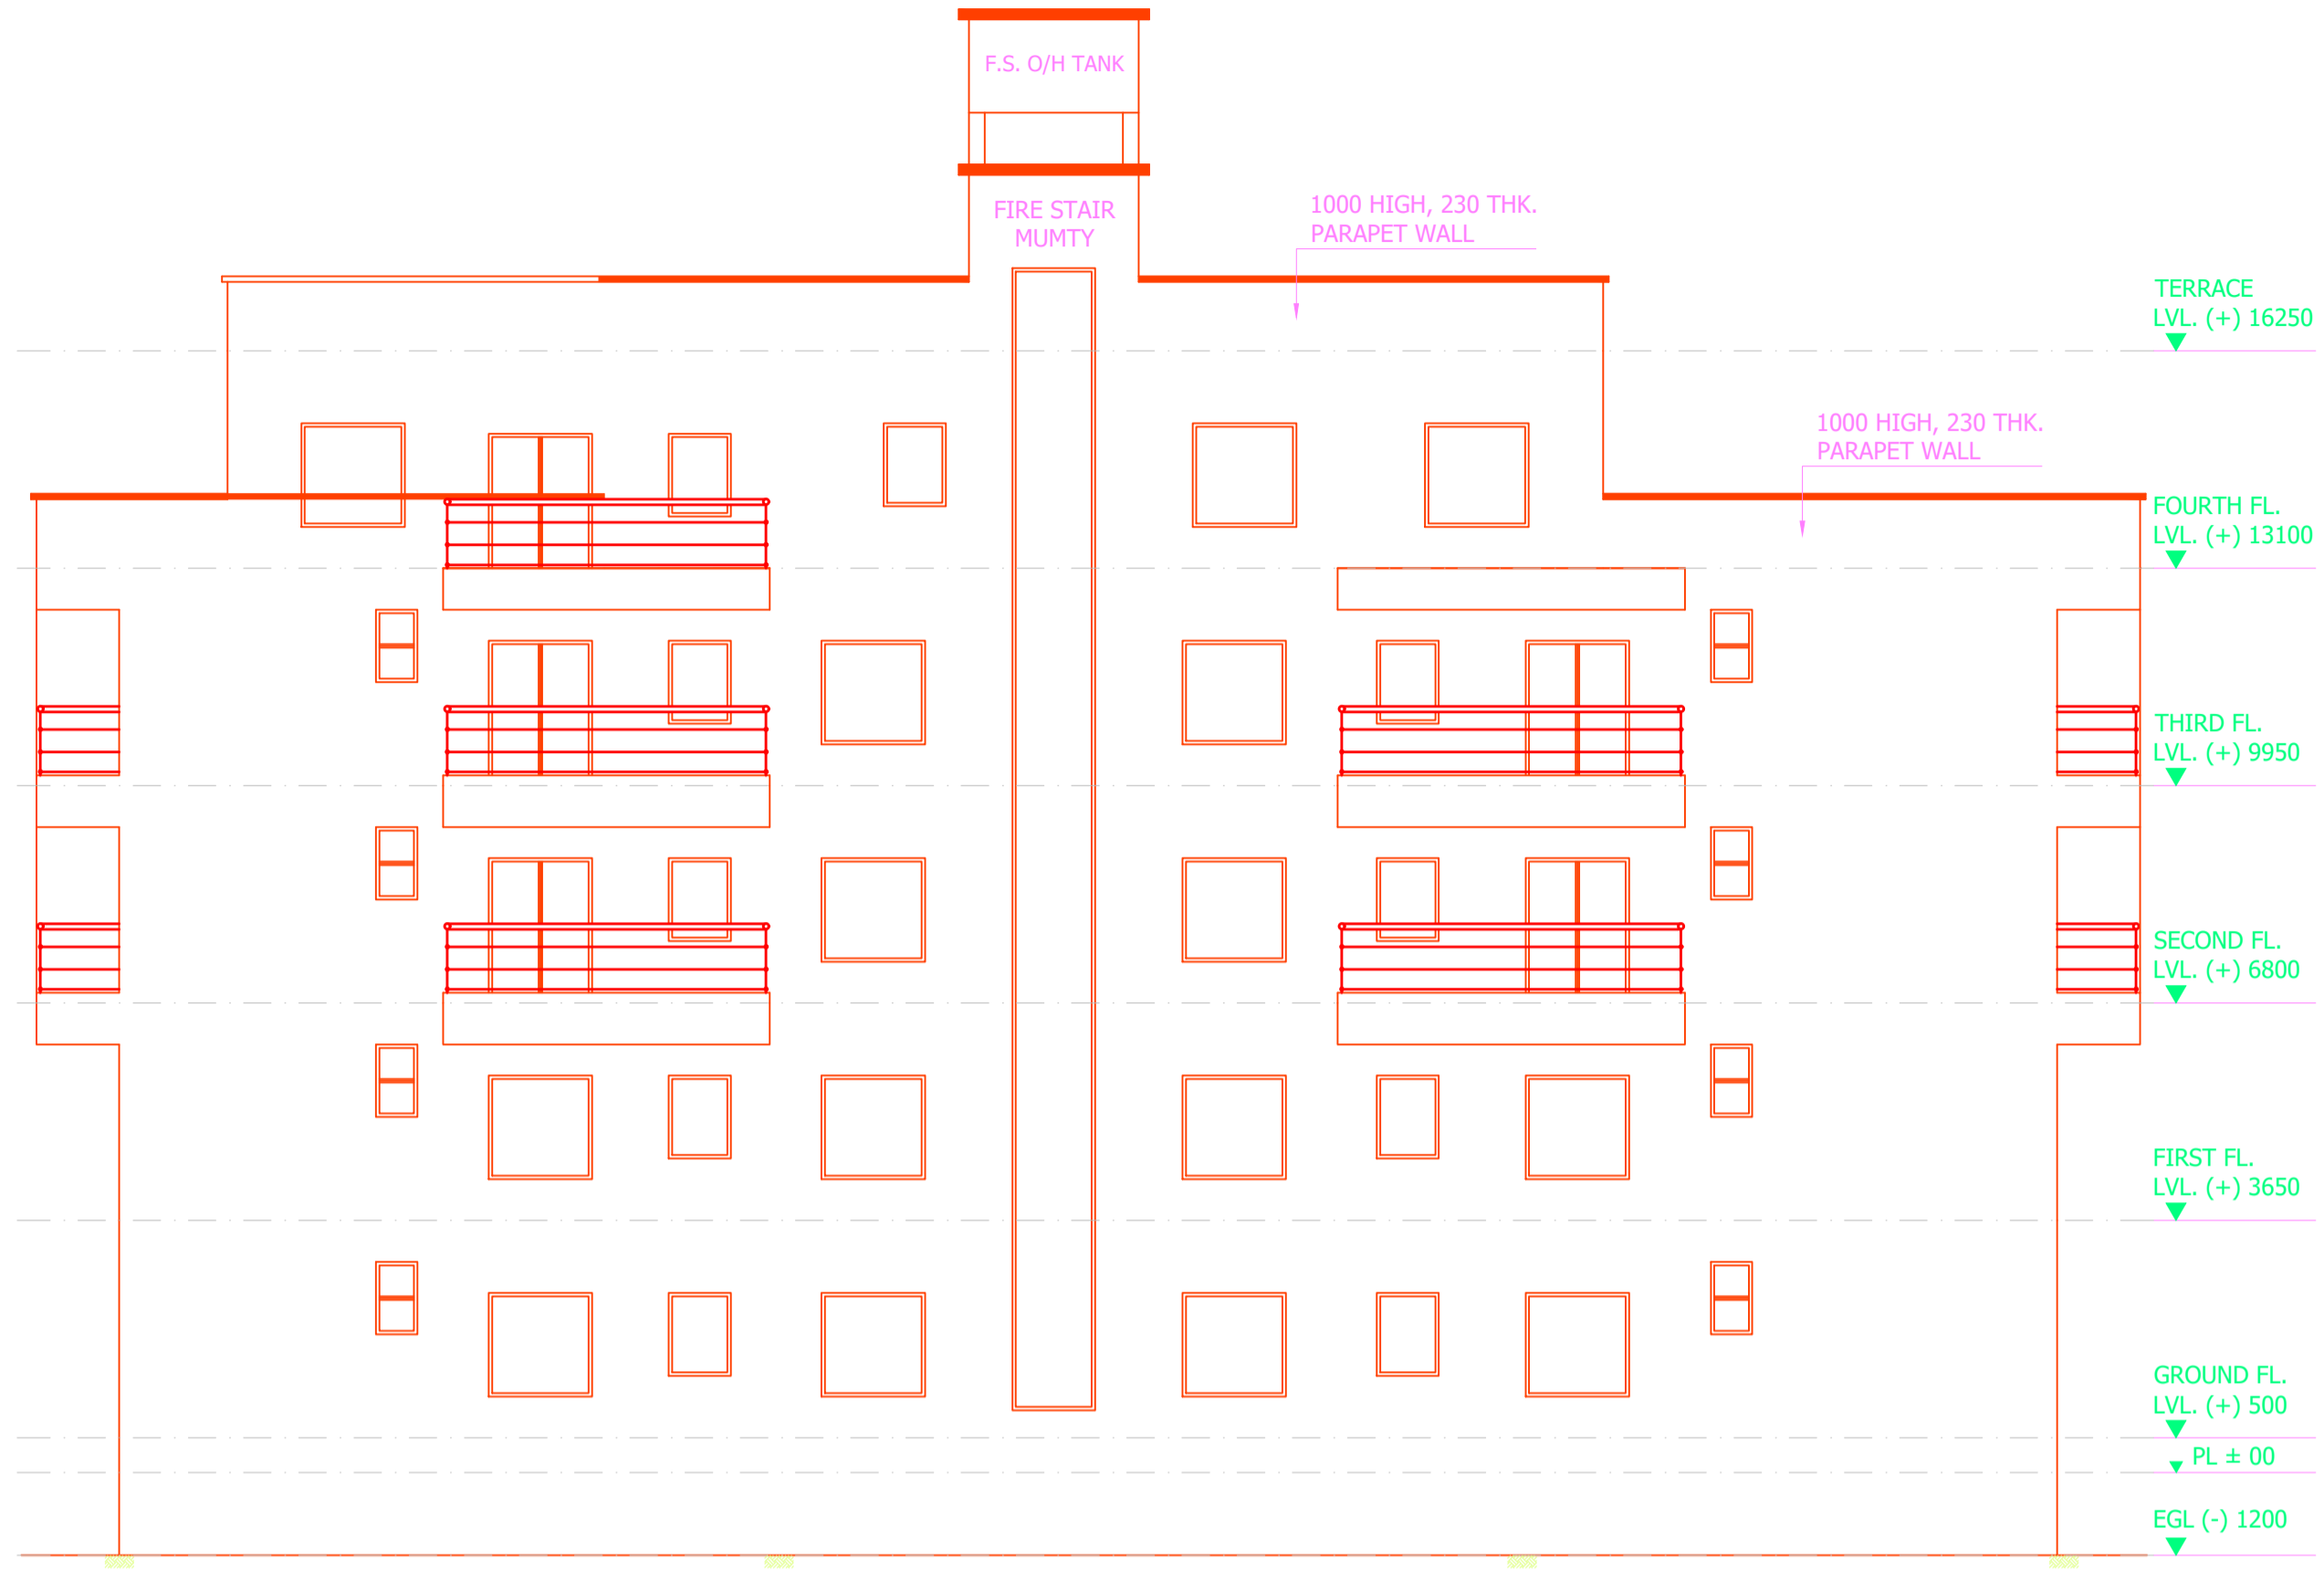 F.S. O/H TANK
FIRE STAIR
MUMTY
1000 HIGH, 230 THK.
PARAPET WALL
TERRACE
LVL. (+) 16250
1000 HIGH, 230 THK.
PARAPET WALL
FOURTH FL.
LVL. (+) 13100
THIRD FL.
LVL. (+) 9950
SECOND FL.
LVL. (+) 6800
FIRST FL.
LVL. (+) 3650
GROUND FL.
LVL. (+) 500
PL ± 00
EGL (-) 1200